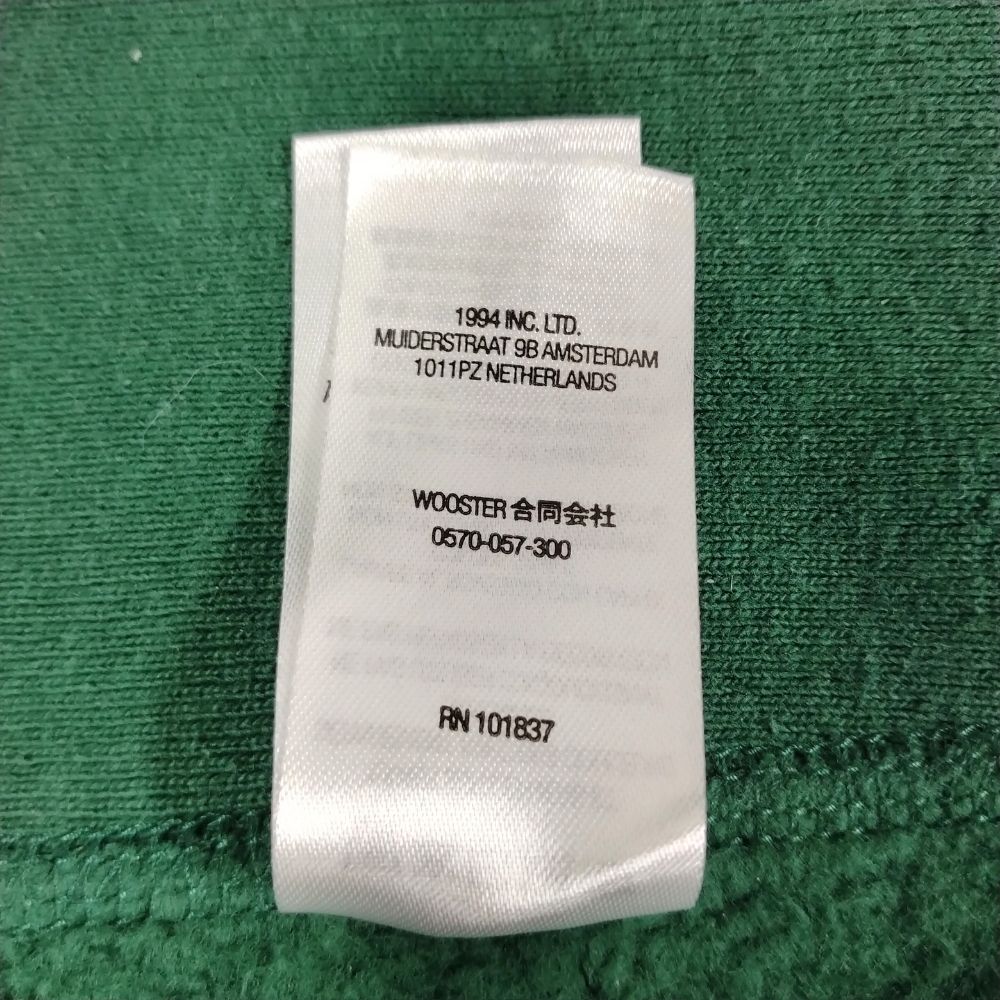 1994 INC. LTD.
MUIDERSTRAAT 9B AMSTERDAM
1011PZ NETHERLANDS
WOOSTER 合同会社
0570-057-300
RN 101837